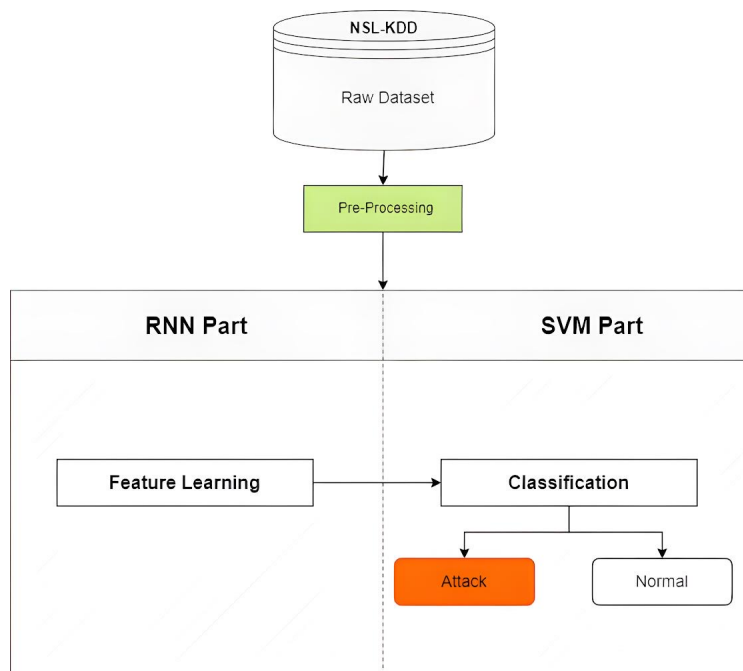 NSL-KDD
Raw Dataset
Pre-Processing
RNN Part
SVM Part
Feature Learning
Classification
Attack
Normal